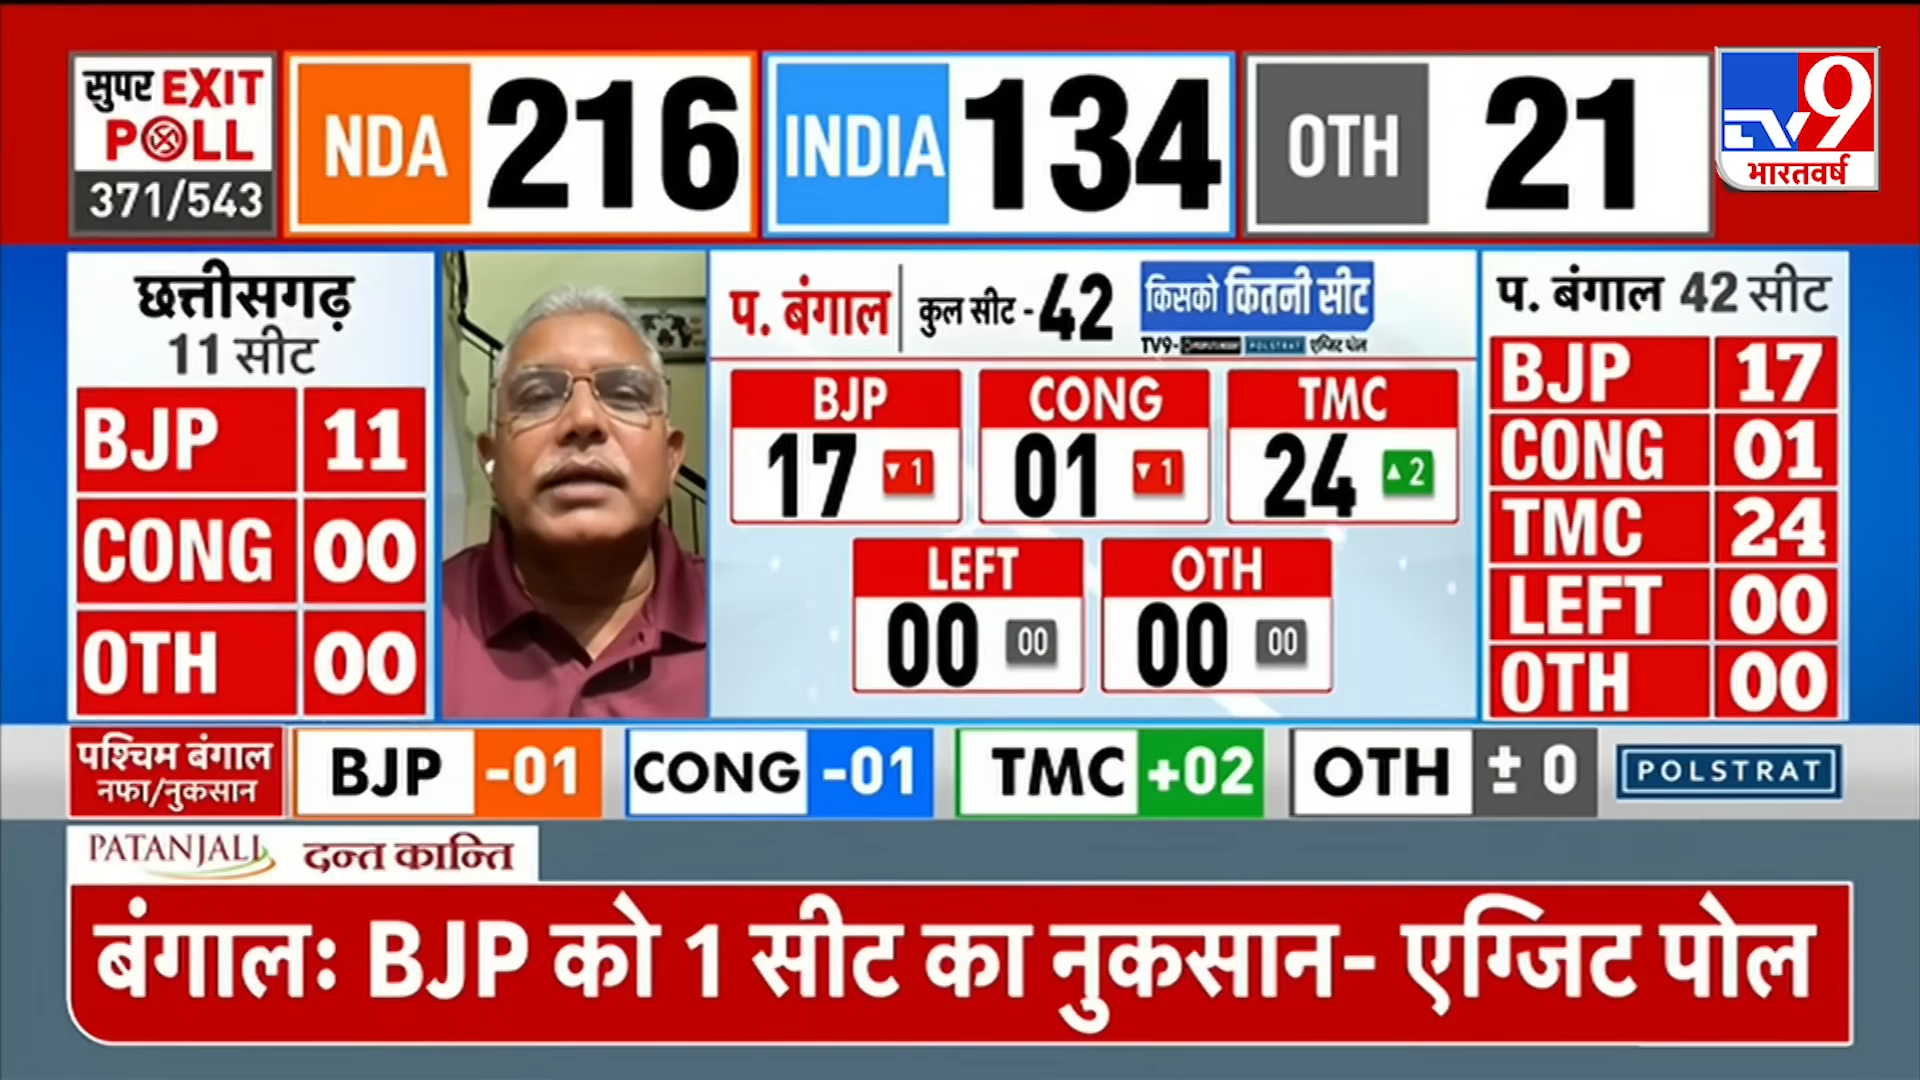 सुपर EXIT
POLL
371/543
NDA 216
INDIA 134
OTH 21
TV9
भारतवर्ष
छत्तीसगढ़
11 सीट
BJP 11
CONG 00
OTH 00
प. बंगाल
कुल सीट - 42
किसको कितनी सीट
TV9- POLSTRAT एग्जिट पोल
BJP
17 ▼ 1
CONG
01 ▼ 1
TMC
24 ▲ 2
LEFT
00 00
OTH
00 00
प. बंगाल 42 सीट
BJP 17
CONG 01
TMC 24
LEFT 00
OTH 00
पश्चिम बंगाल
नफा/नुकसान
BJP -01
CONG -01
TMC +02
OTH ± 0
POLSTRAT
PATANJALI दन्त कान्ति
बंगाल: BJP को 1 सीट का नुकसान- एग्जिट पोल